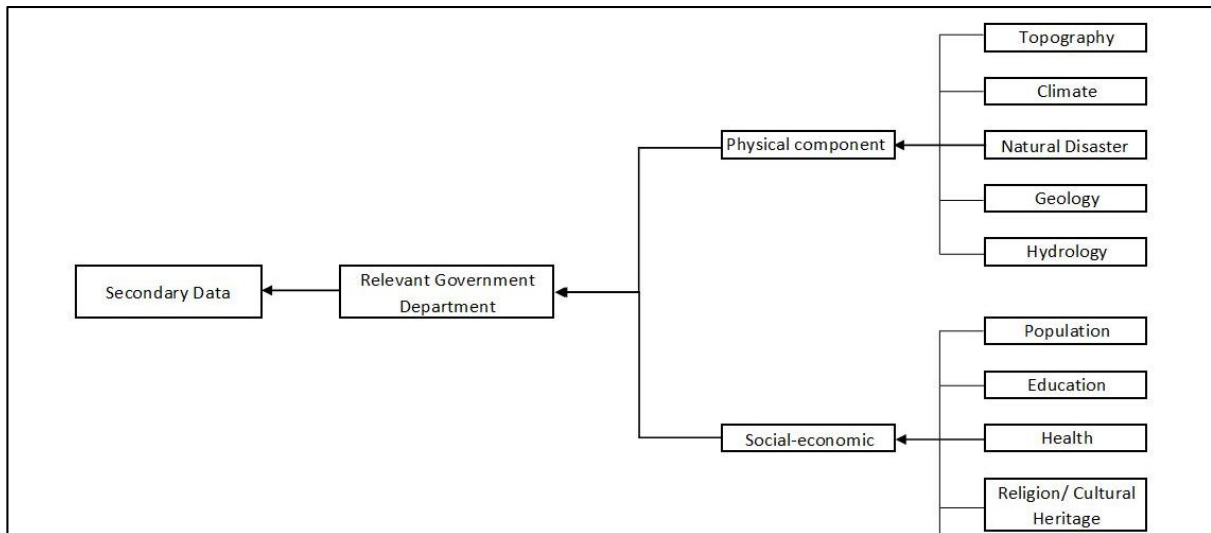 Topography
Climate
Physical component
Natural Disaster
Geology
Hydrology
Secondary Data
Relevant Government
Department
Population
Education
Social-economic
Health
Religion/ Cultural
Heritage